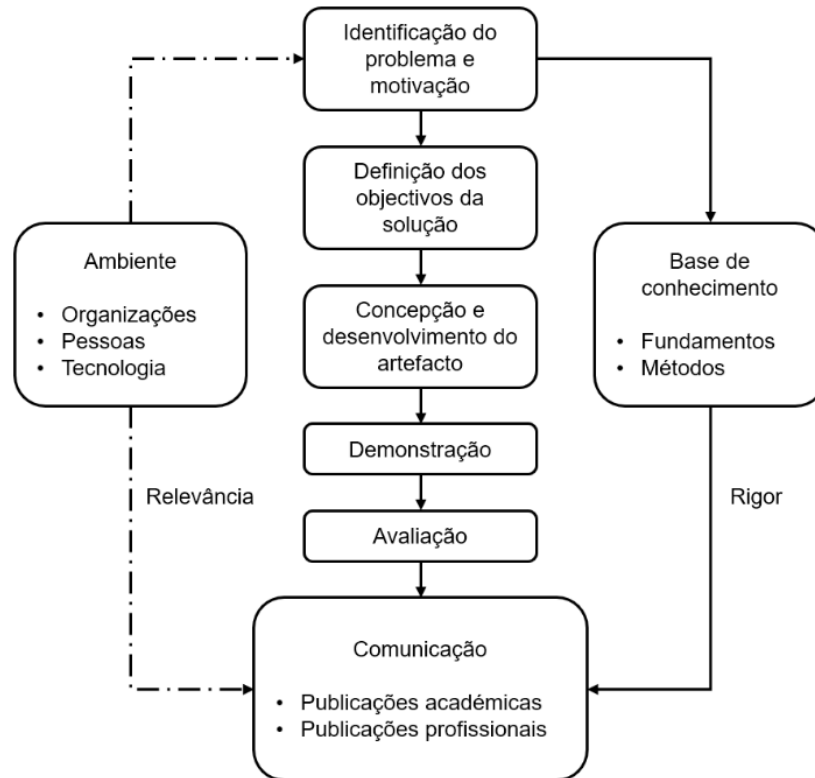 Identificação do
problema e
motivação
Definição dos
objectivos da
solução
Ambiente
• Organizações
• Pessoas
• Tecnologia
Concepção e
desenvolvimento do
artefacto
Base de
conhecimento
• Fundamentos
• Métodos
Demonstração
Relevância
Rigor
Avaliação
Comunicação
• Publicações académicas
• Publicações profissionais